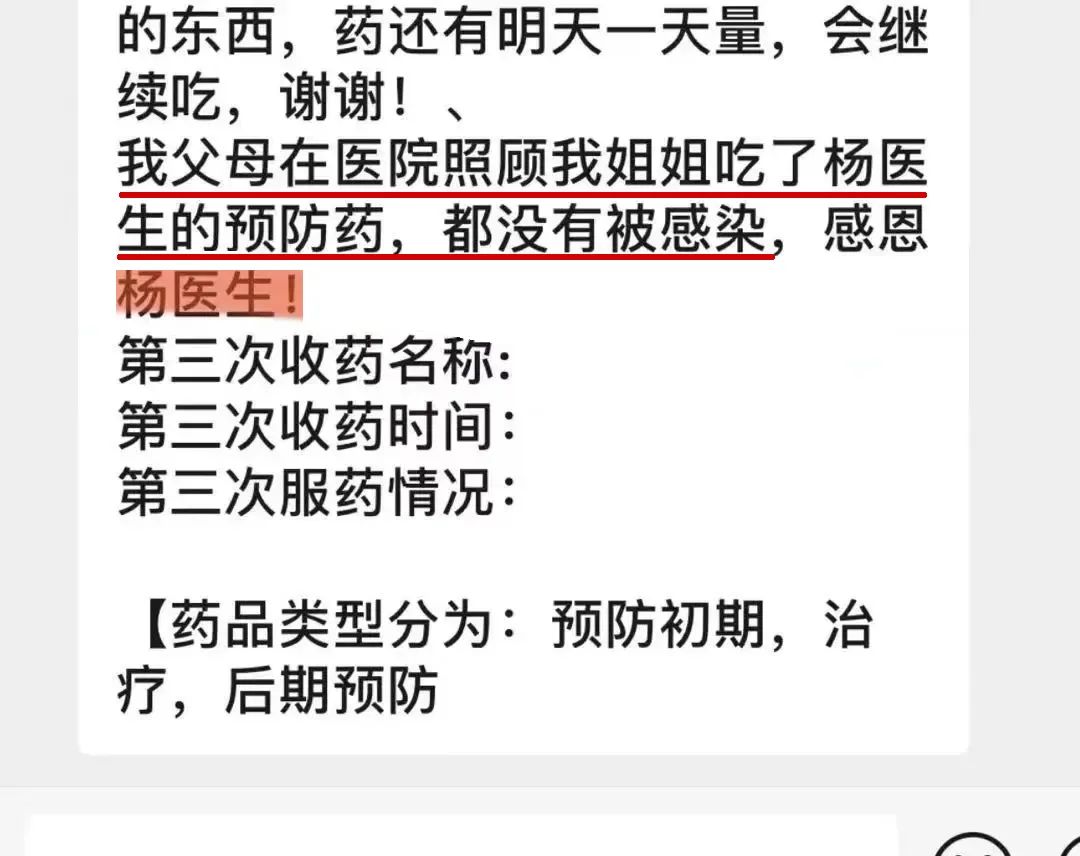 的东西，药还有明天一天量，会继
续吃，谢谢！、
我父母在医院照顾我姐姐吃了杨医
生的预防药，都没有被感染，感恩
杨医生！
第三次收药名称:
第三次收药时间：
第三次服药情况：
【药品类型分为：预防初期，治
疗，后期预防